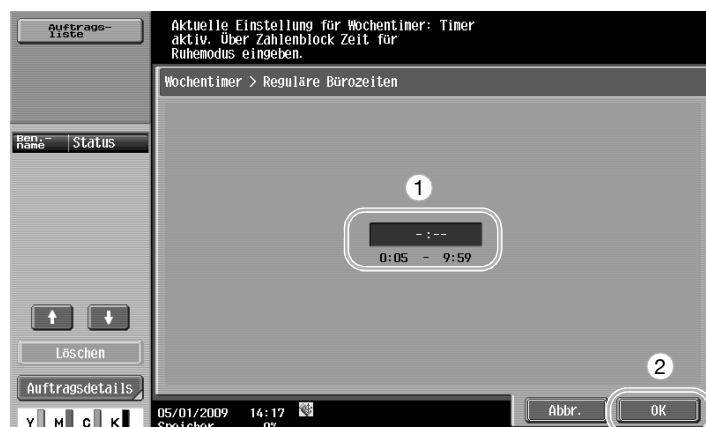 Auftrags-
liste
Aktuelle Einstellung für Wochentimer: Timer
aktiv. Über Zahlenblock Zeit für
Ruhemodus eingeben.
Wochentimer > Reguläre Bürozeiten
Ben.-
name
Status
1
-:--
0:05 - 9:59
Löschen
2
Auftragsdetails
Abbr.
OK
05/01/2009 14:17
Y M C K
Speicher 0%